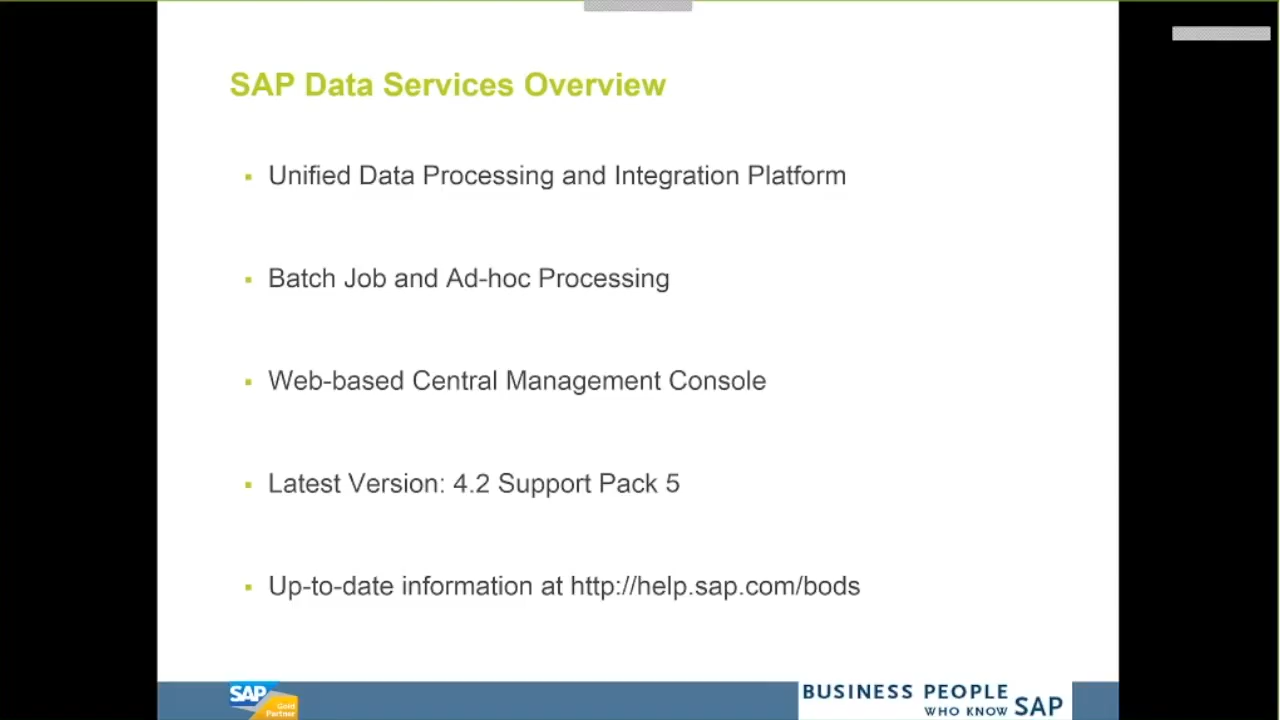 SAP Data Services Overview
Unified Data Processing and Integration Platform
Batch Job and Ad-hoc Processing
Web-based Central Management Console
Latest Version: 4.2 Support Pack 5
Up-to-date information at http://help.sap.com/bods
SAP
Gold
Partner
BUSINESS PEOPLE
WHO KNOW SAP